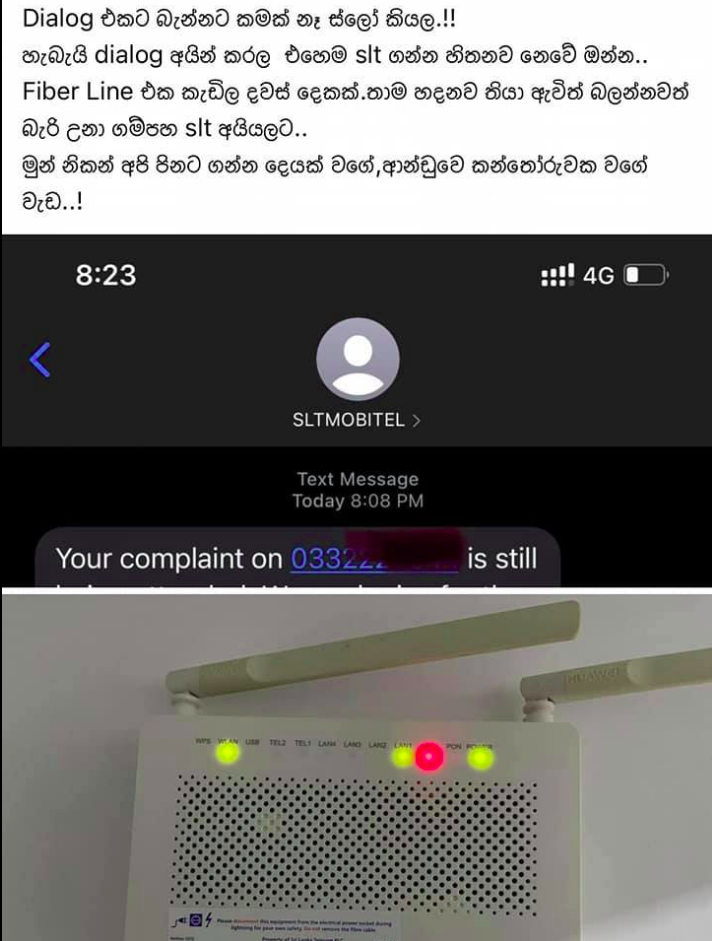 Dialog එකට බැන්නට කමක් නෑ ස්ලෝ කියල.!!
හැබැයි dialog අයින් කරල එහෙම slt ගන්න හිතනව නෙවේ ඔන්න..
Fiber Line එක කැඩිල දවස් දෙකක්.තාම හදනව තියා ඇවිත් බලන්නවත්
බැරි උනා ගම්පහ slt අයියලට..
මුන් නිකන් අපි පිනට ගන්න දෙයක් වගේ,ආන්ඩුවෙ කන්තෝරුවක වගේ
වැඩ..!
8:23
4G
SLTMOBITEL
Text Message
Today 8:08 PM
Your complaint on 033222 is still
HUAWEI
WPS WLAN USB TEL2 TEL1 LAN4 LAN3 LAN2 LAN1 PON POWER
Please disconnect this equipment from the electrical power socket during
lightning for your own safety. Do not remove the fibre cable
Property of Sri Lanka Telecom PLC